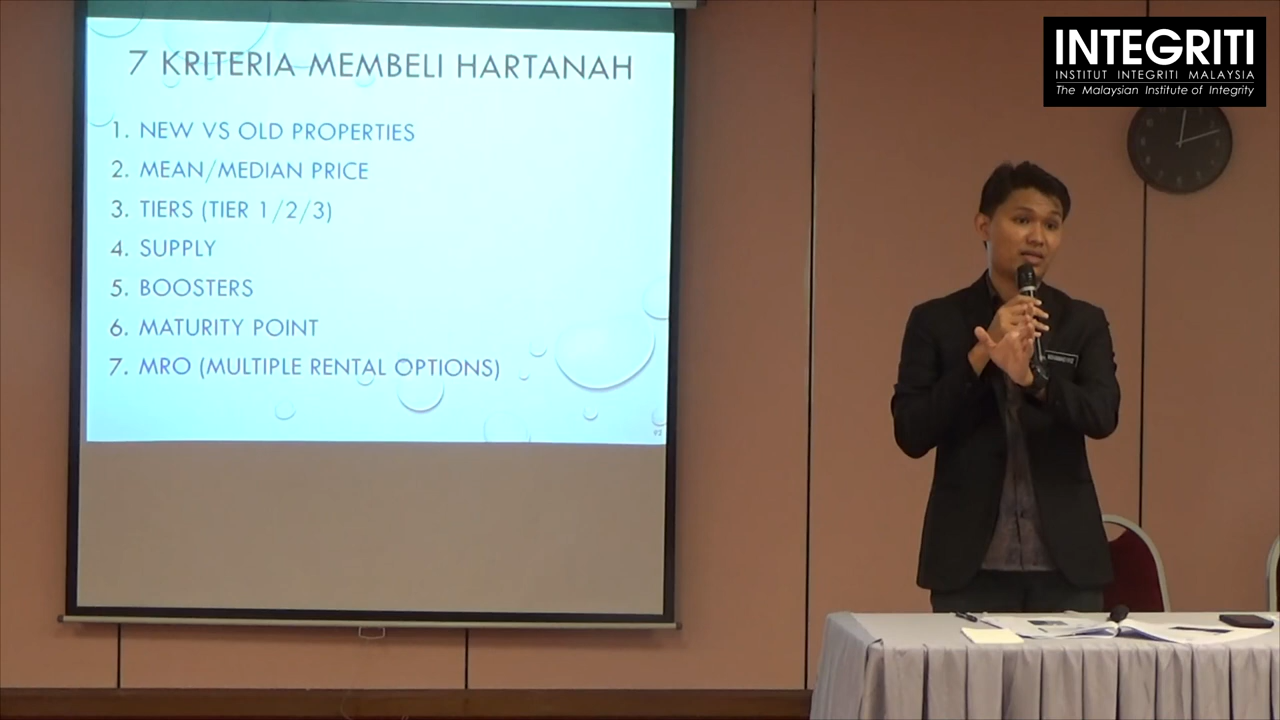 7 KRITERIA MEMBELI HARTANAH
1. NEW VS OLD PROPERTIES
2. MEAN/MEDIAN PRICE
3. TIERS (TIER 1/2/3)
4. SUPPLY
5. BOOSTERS
6. MATURITY POINT
7. MRO (MULTIPLE RENTAL OPTIONS)
92
INTEGRITI
INSTITUT INTEGRITI MALAYSIA
The Malaysian Institute of Integrity